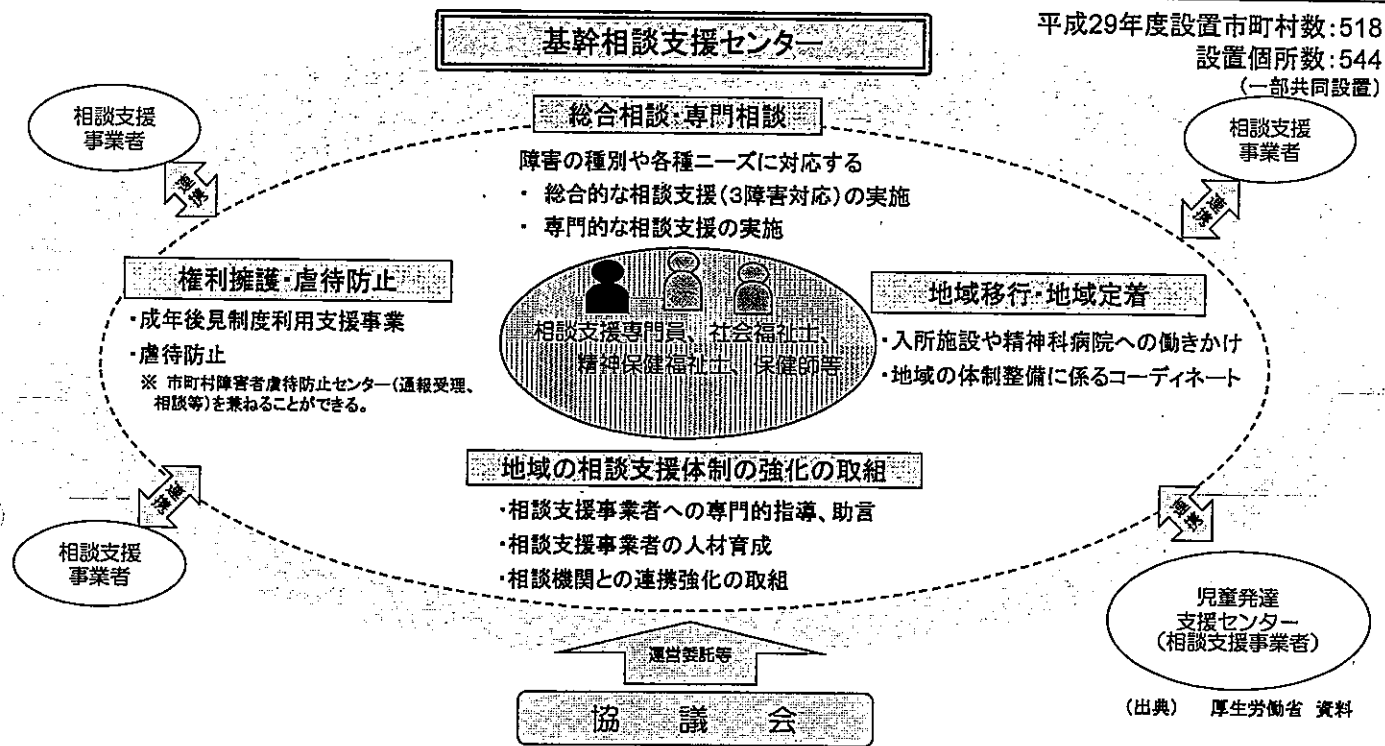 基幹相談支援センター
平成29年度設置市町村数:518
設置個所数:544
(一部共同設置)
相談支援
事業者
連携
総合相談・専門相談
障害の種別や各種ニーズに対応する
・ 総合的な相談支援(3障害対応)の実施
・ 専門的な相談支援の実施
相談支援
事業者
連携
権利擁護・虐待防止
・成年後見制度利用支援事業
・虐待防止
※ 市町村障害者虐待防止センター(通報受理、
相談等)を兼ねることができる。
相談支援専門員、社会福祉士、
精神保健福祉士、保健師等
地域移行・地域定着
・入所施設や精神科病院への働きかけ
・地域の体制整備に係るコーディネート
地域の相談支援体制の強化の取組
・相談支援事業者への専門的指導、助言
・相談支援事業者の人材育成
・相談機関との連携強化の取組
連携
相談支援
事業者
連携
児童発達
支援センター
(相談支援事業者)
運営委託等
協議会
(出典) 厚生労働省 資料